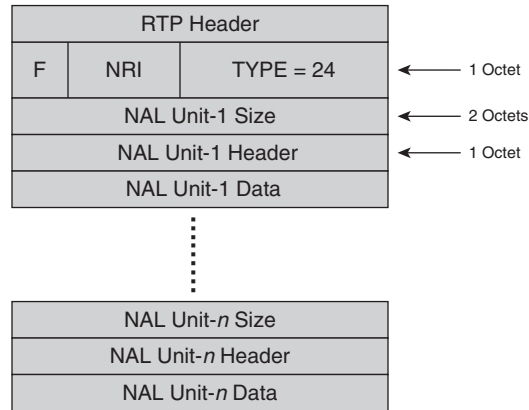 RTP Header
F NRI TYPE = 24 1 Octet
NAL Unit-1 Size 2 Octets
NAL Unit-1 Header 1 Octet
NAL Unit-1 Data
NAL Unit-n Size
NAL Unit-n Header
NAL Unit-n Data